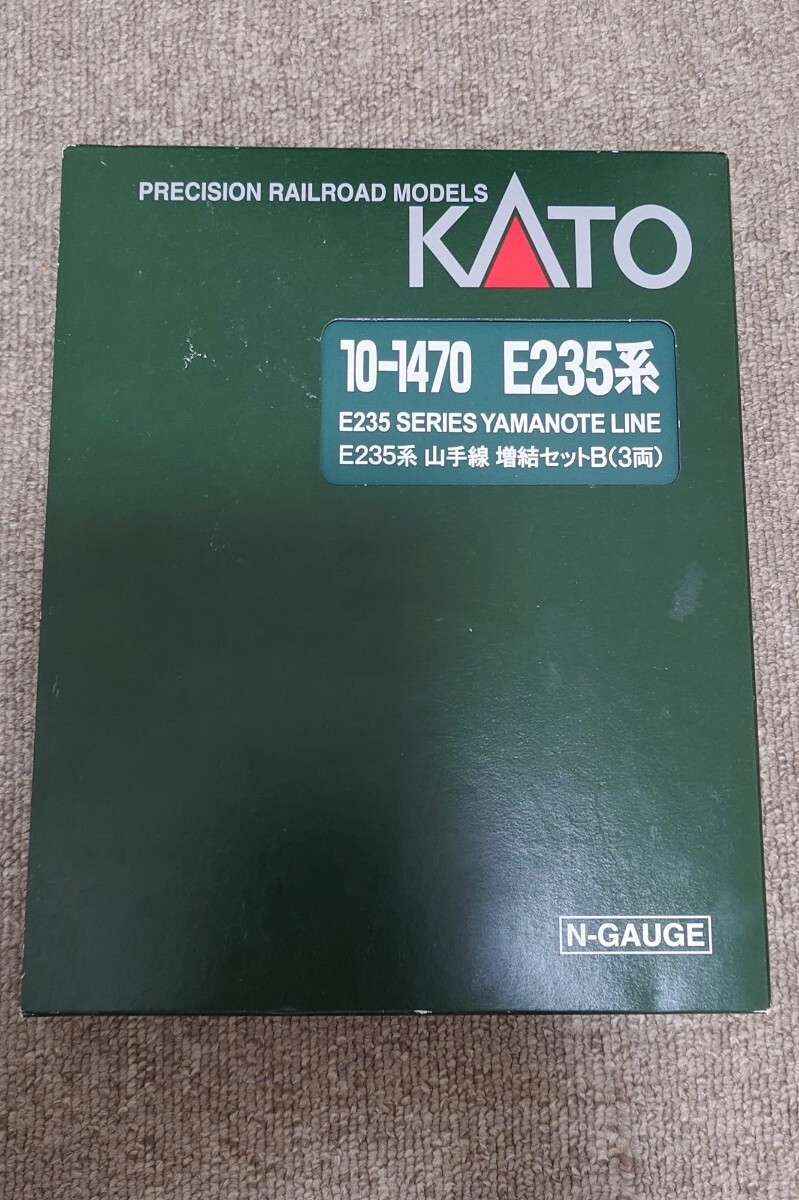 PRECISION RAILROAD MODELS
KATO
10-1470 E235系
E235 SERIES YAMANOTE LINE
E235系 山手線 増結セットB(3両)
N-GAUGE